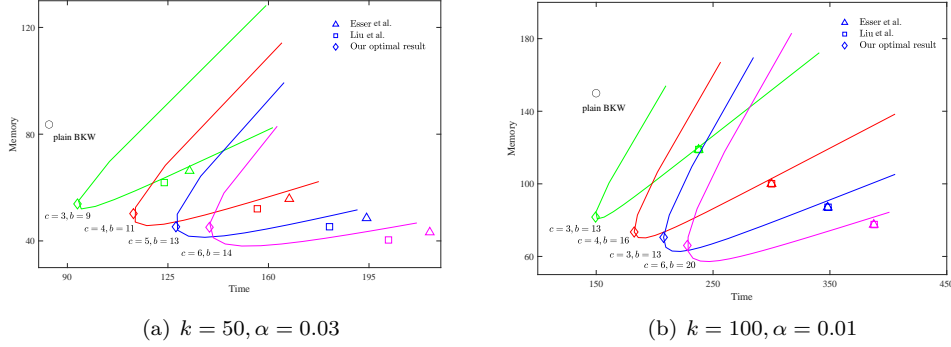 130
120
80
40
Memory
90
125
160
195
Time
plain BKW
c = 3, b = 9
c = 4, b = 11
c = 5, b = 13
c = 6, b = 14
Esser et al.
Liu et al.
Our optimal result
(a) k = 50, α = 0.03
200
180
140
100
60
Memory
150
250
350
450
Time
plain BKW
c = 3, b = 13
c = 4, b = 16
c = 3, b = 13
c = 6, b = 20
Esser et al.
Liu et al.
Our optimal result
(b) k = 100, α = 0.01